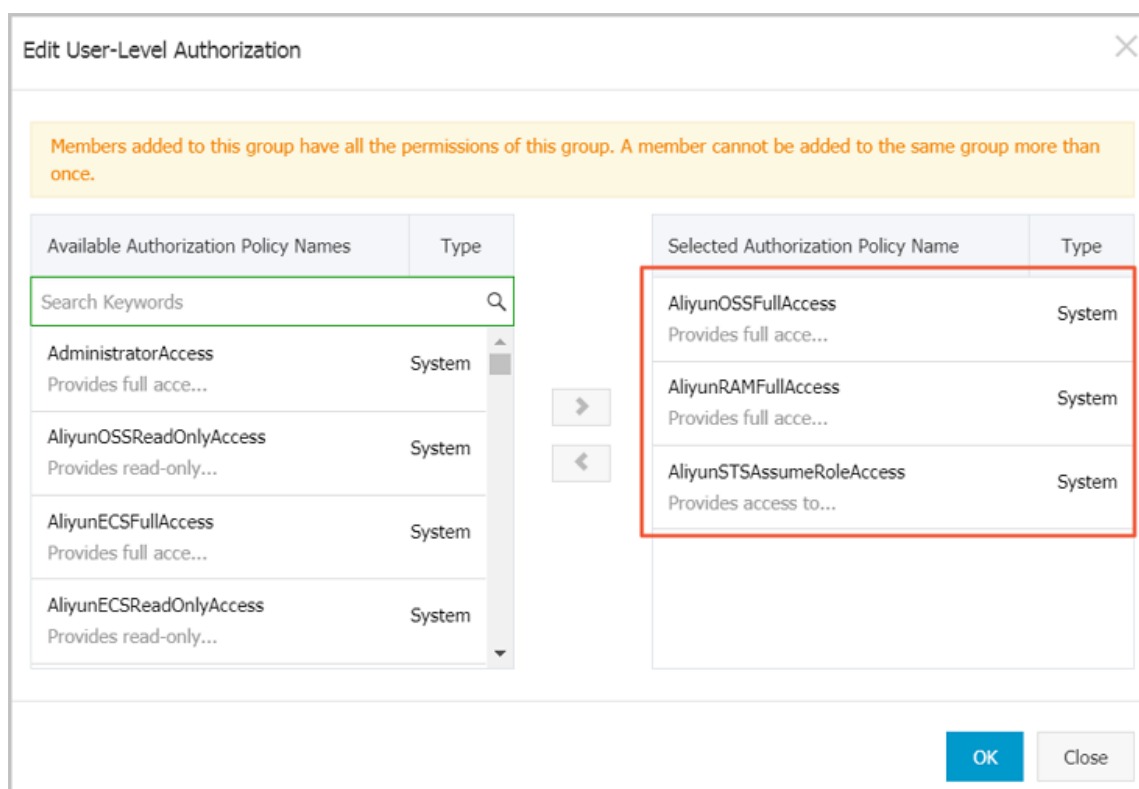 Edit User-Level Authorization
Members added to this group have all the permissions of this group. A member cannot be added to the same group more than
once.
Available Authorization Policy Names Type
Search Keywords
AdministratorAccess System
Provides full acce...
AliyunOSSReadOnlyAccess System
Provides read-only...
AliyunECSFullAccess System
Provides full acce...
AliyunECSReadOnlyAccess System
Provides read-only...
Selected Authorization Policy Name Type
AliyunOSSFullAccess System
Provides full acce...
AliyunRAMFullAccess System
Provides full acce...
AliyunSTSAssumeRoleAccess System
Provides access to...
OK Close